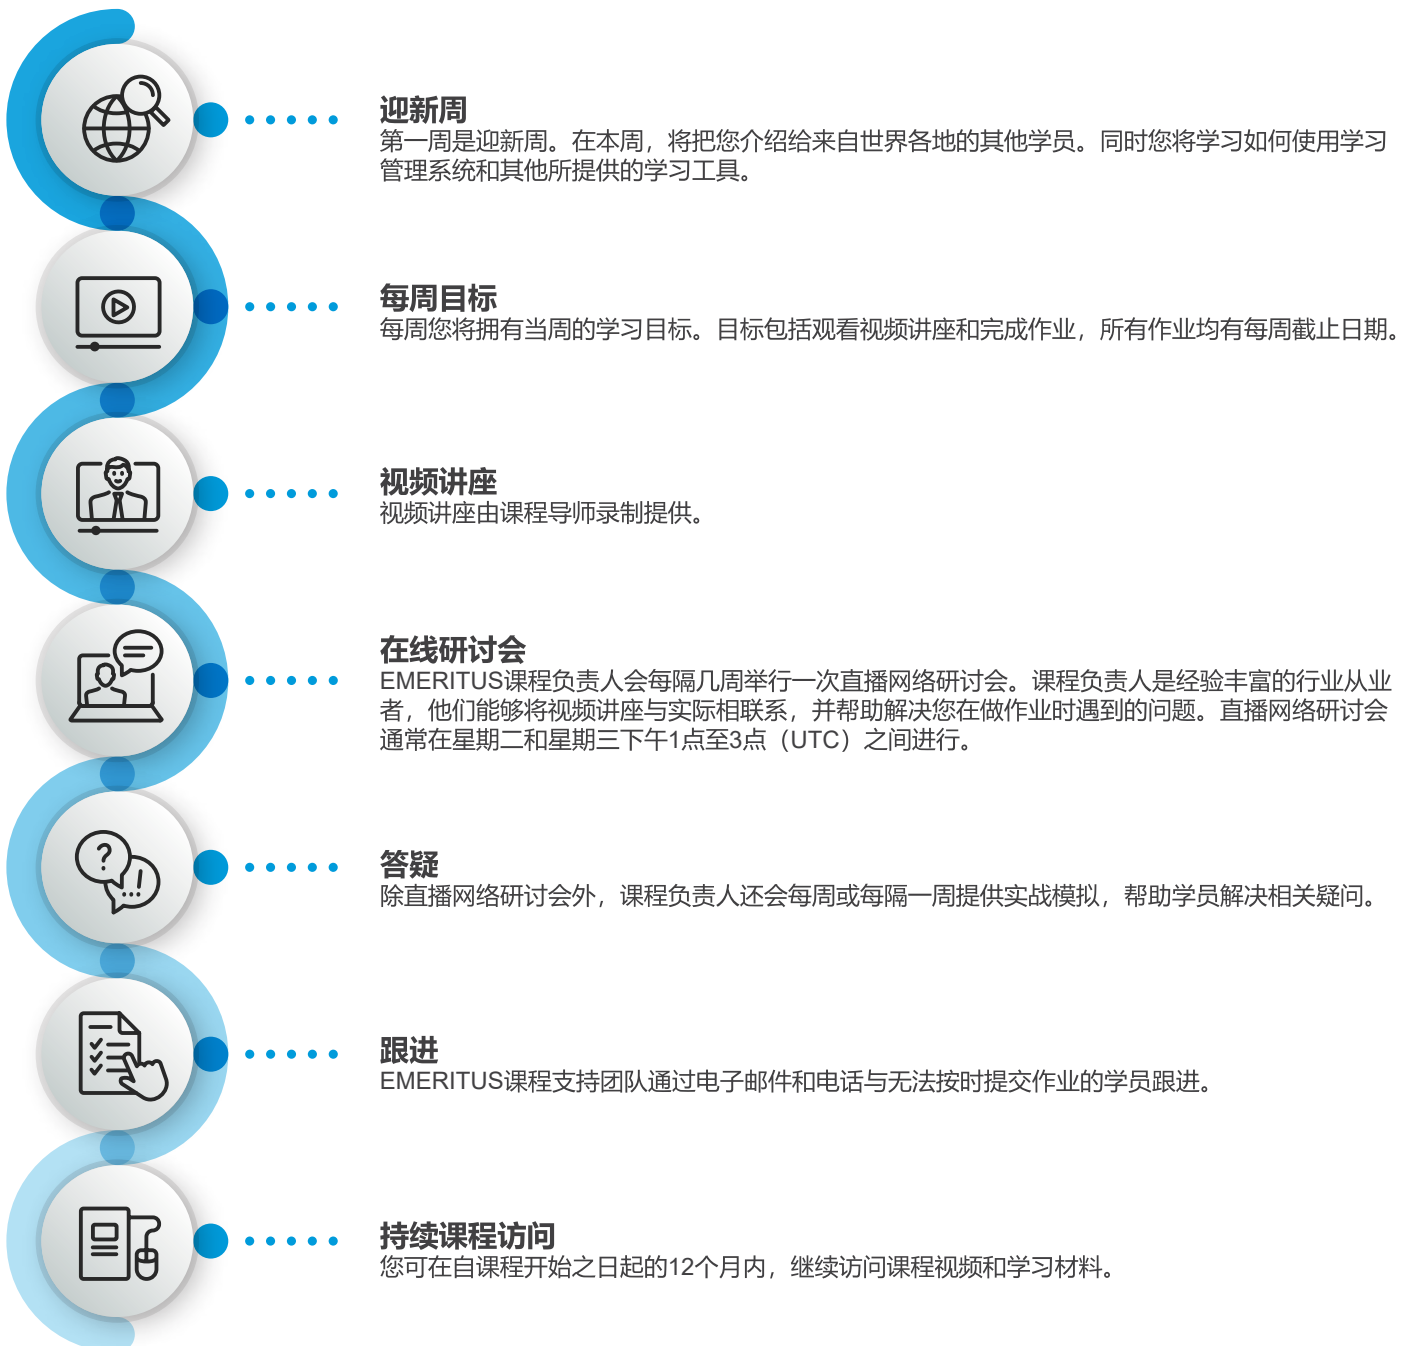 迎新周
第一周是迎新周。在本周，将把您介绍给来自世界各地的其他学员。同时您将学习如何使用学习
管理系统和其他所提供的学习工具。
每周目标
每周您将拥有当周的学习目标。目标包括观看视频讲座和完成作业，所有作业均有每周截止日期。
视频讲座
视频讲座由课程导师录制提供。
在线研讨会
EMERITUS课程负责人会每隔几周举行一次直播网络研讨会。课程负责人是经验丰富的行业从业
者，他们能够将视频讲座与实际相联系，并帮助解决您在做作业时遇到的问题。直播网络研讨会
通常在星期二和星期三下午1点至3点（UTC）之间进行。
答疑
除直播网络研讨会外，课程负责人还会每周或每隔一周提供实战模拟，帮助学员解决相关疑问。
跟进
EMERITUS课程支持团队通过电子邮件和电话与无法按时提交作业的学员跟进。
持续课程访问
您可在自课程开始之日起的12个月内，继续访问课程视频和学习材料。